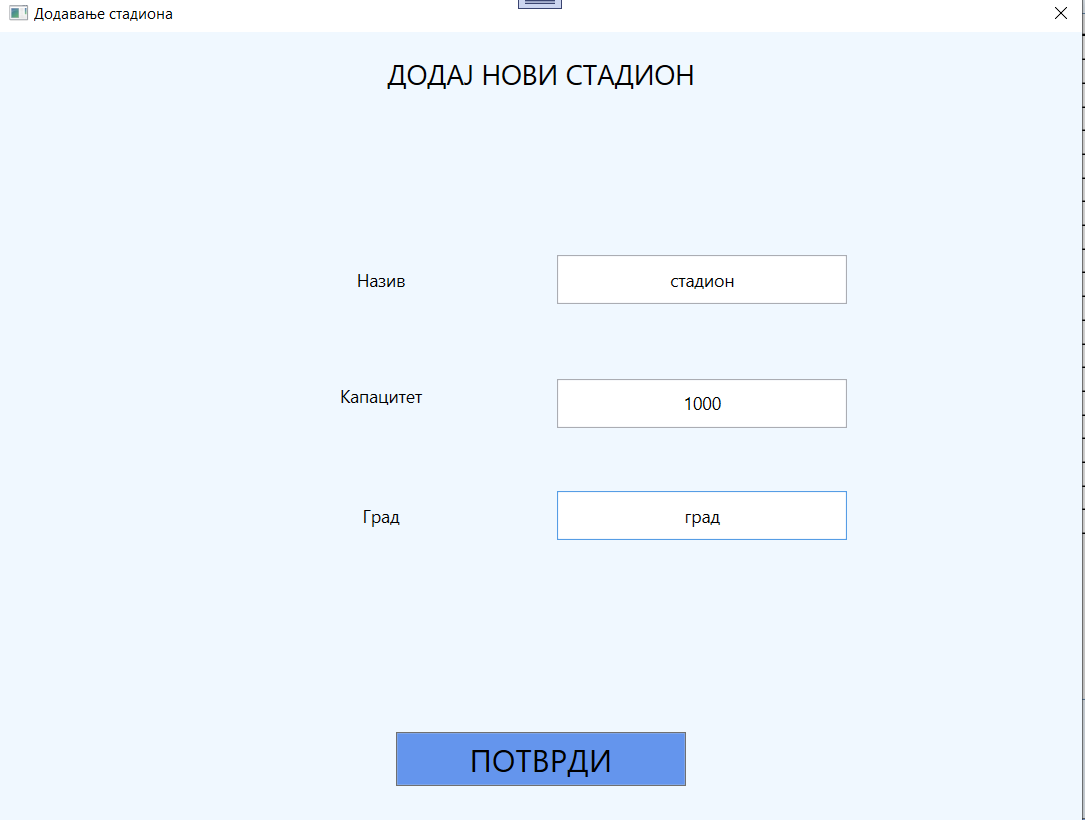 Додавање стадиона
ДОДАЈ НОВИ СТАДИОН
Назив
стадион
Капацитет
1000
Град
град
ПОТВРДИ